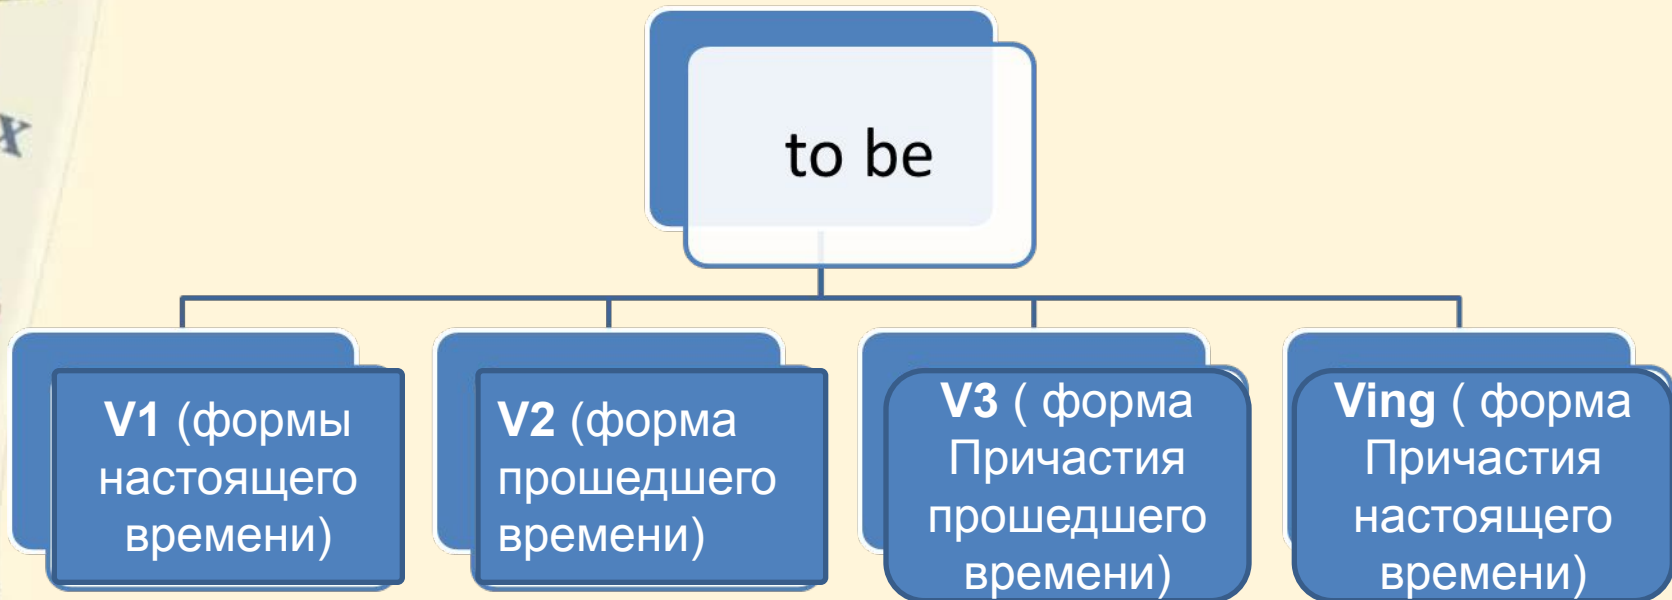 х
to be
V1 (формы
настоящего
времени)
V2 (форма
прошедшего
времени)
V3 ( форма
Причастия
прошедшего
времени)
Ving ( форма
Причастия
настоящего
времени)